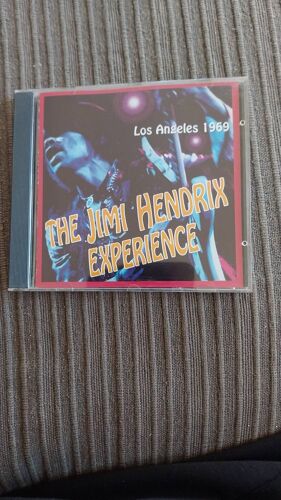 Los Angeles 1969
THE JIMI HENDRIX
EXPERIENCE